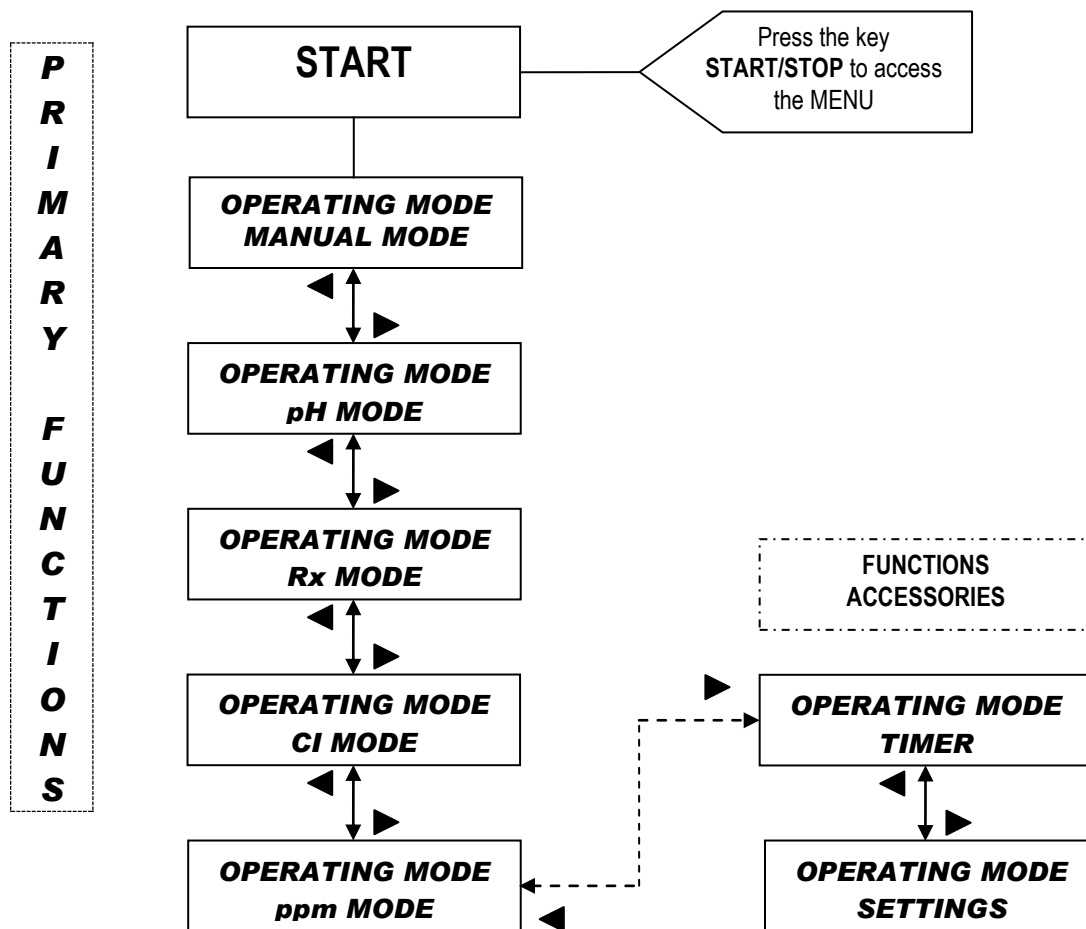 PRIMARY FUNCTIONS
START
Press the key
START/STOP to access
the MENU
OPERATING MODE
MANUAL MODE
OPERATING MODE
pH MODE
OPERATING MODE
Rx MODE
OPERATING MODE
Cl MODE
OPERATING MODE
ppm MODE
FUNCTIONS
ACCESSORIES
OPERATING MODE
TIMER
OPERATING MODE
SETTINGS